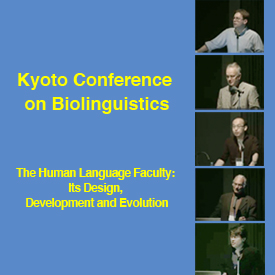 Kyoto Conference
on Biolinguistics
The Human Language Faculty:
Its Design,
Development and Evolution